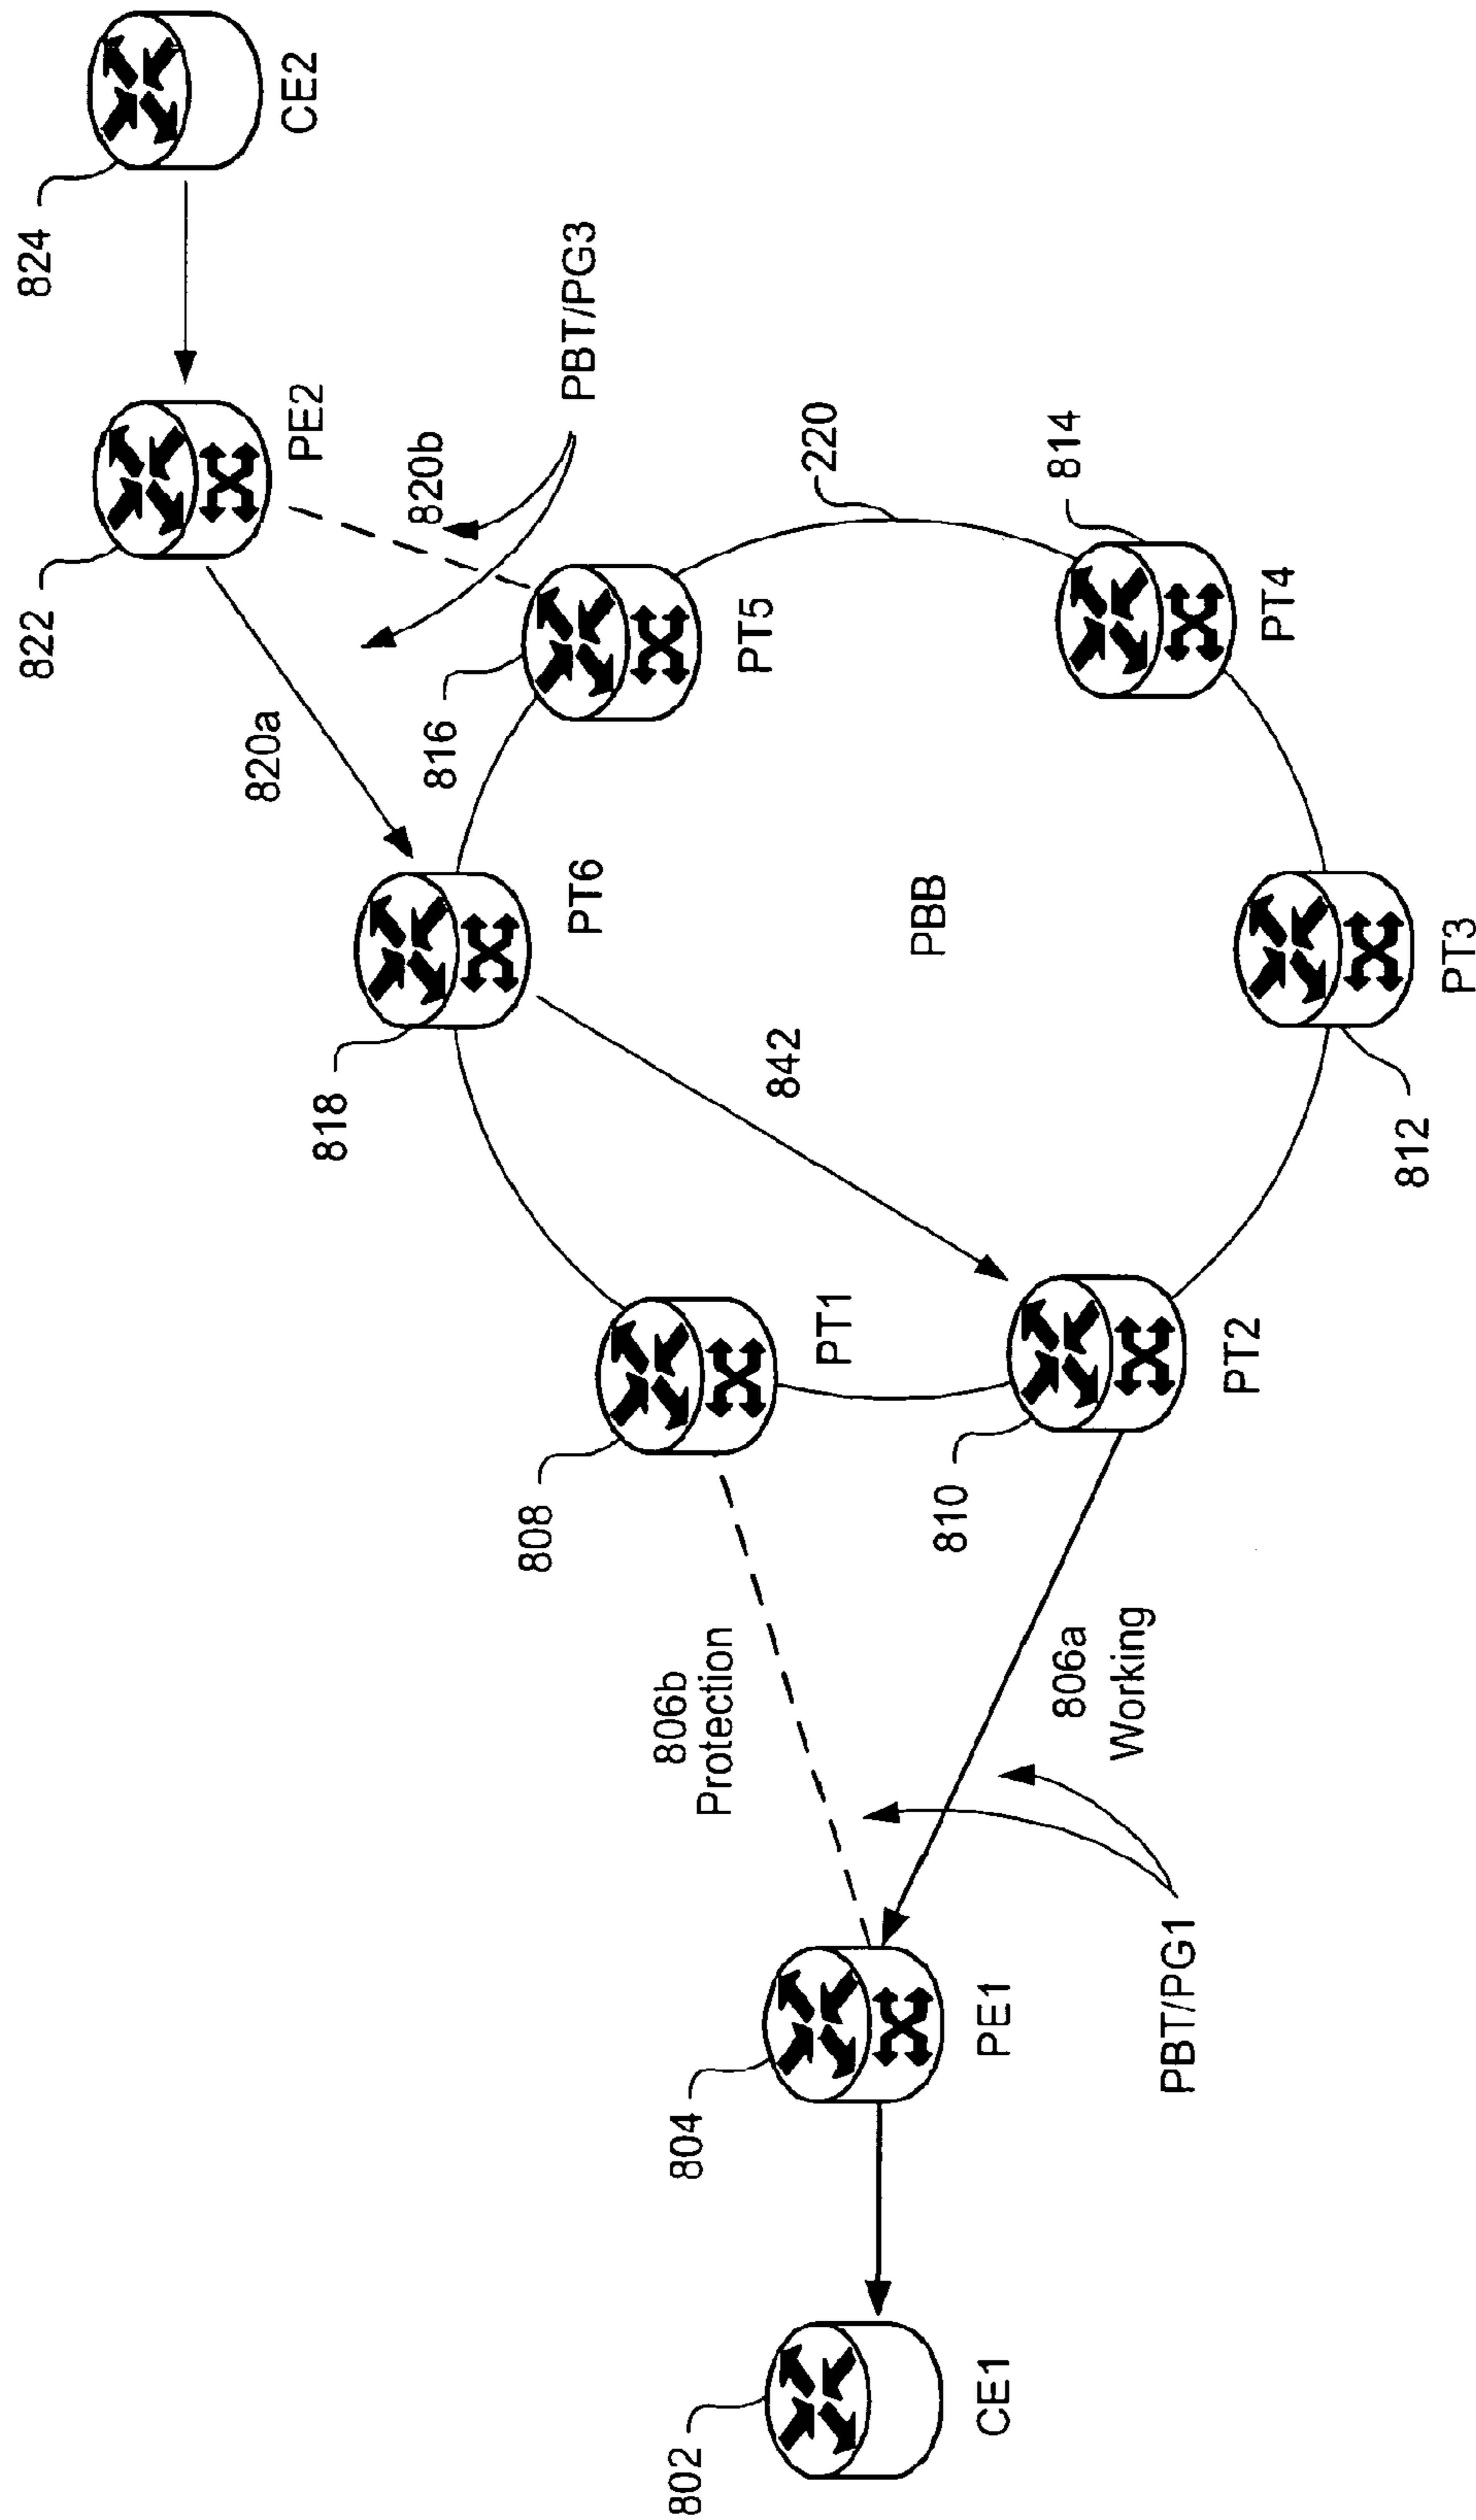 802
CE1
804
PE1
PBT/PG1
806b
Protection
806a
Working
808
PT1
810
PT2
818
PT6
842
PBB
812
PT3
820a
816
PT5
820b
PBT/PG3
220
814
PT4
822
PE2
824
CE2